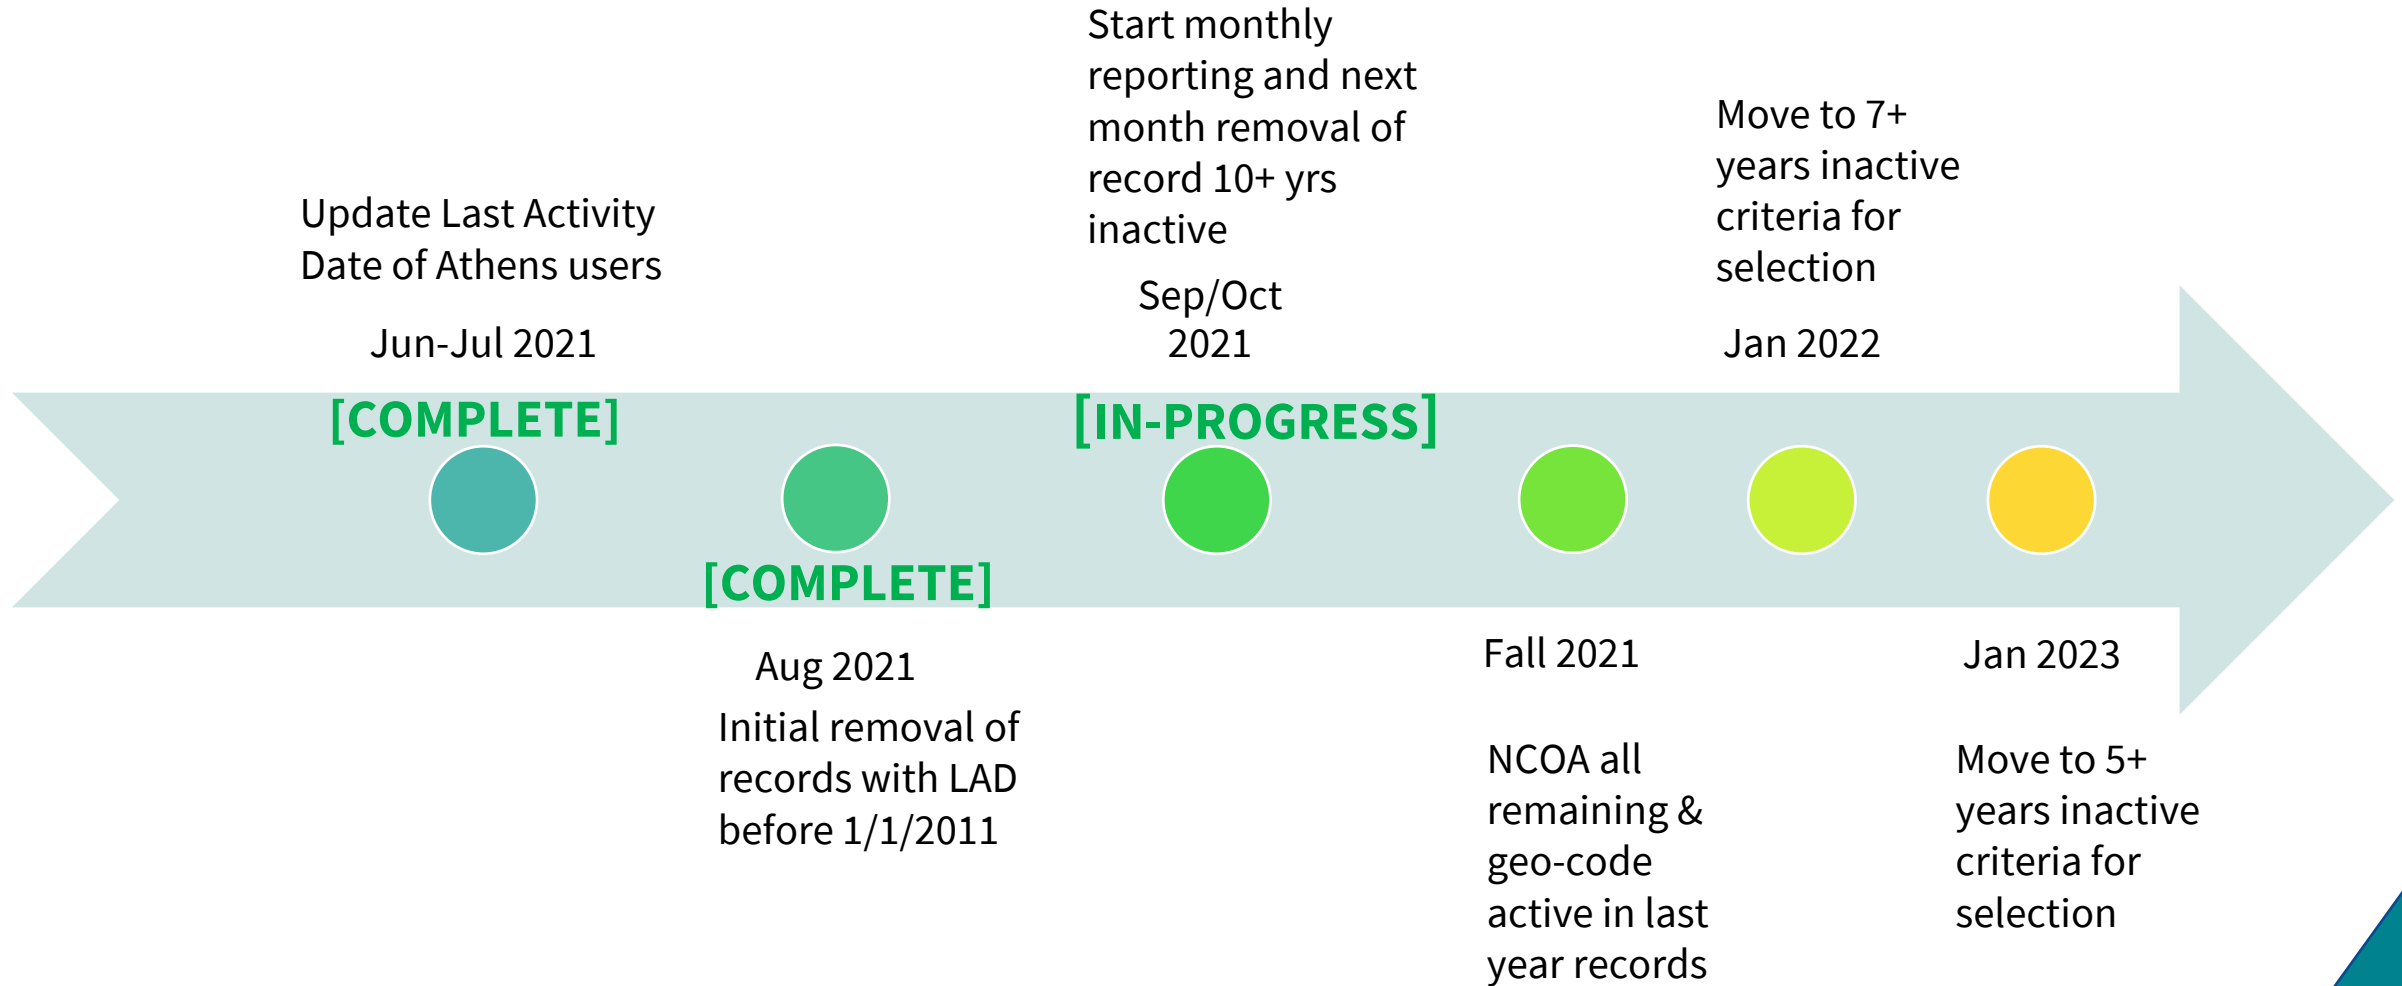 Update Last Activity
Date of Athens users
Jun-Jul 2021
[COMPLETE]
[COMPLETE]
Aug 2021
Initial removal of
records with LAD
before 1/1/2011
Start monthly
reporting and next
month removal of
record 10+ yrs
inactive
Sep/Oct
2021
[IN-PROGRESS]
Fall 2021
NCOA all
remaining &
geo-code
active in last
year records
Move to 7+
years inactive
criteria for
selection
Jan 2022
Jan 2023
Move to 5+
years inactive
criteria for
selection